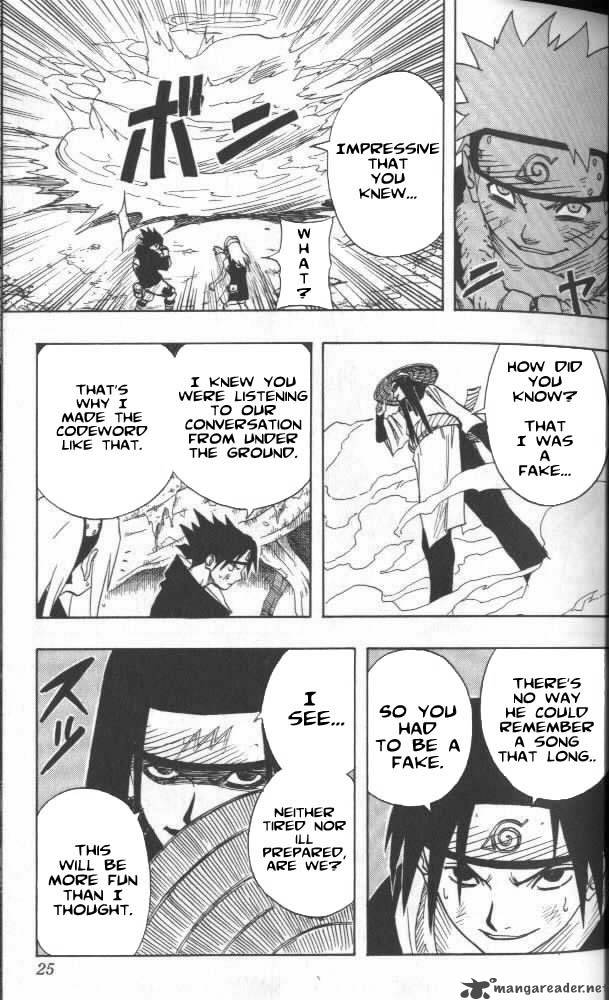 ニヤ
IMPRESSIVE
THAT
YOU
KNEW...
ボン
WHAT?
HOW DID
YOU
KNOW?
THAT
I WAS
A
FAKE...
I KNEW YOU
WERE LISTENING
TO OUR
CONVERSATION
FROM UNDER
THE GROUND.
THAT'S
WHY I
MADE THE
CODEWORD
LIKE THAT.
THERE'S
NO WAY
HE COULD
REMEMBER
A SONG
THAT LONG..
SO YOU
HAD
TO BE A
FAKE.
I
SEE...
NEITHER
TIRED NOR
ILL
PREPARED,
ARE WE?
スッ
THIS
WILL BE
MORE FUN
THAN I
THOUGHT.
25
mangareader.net